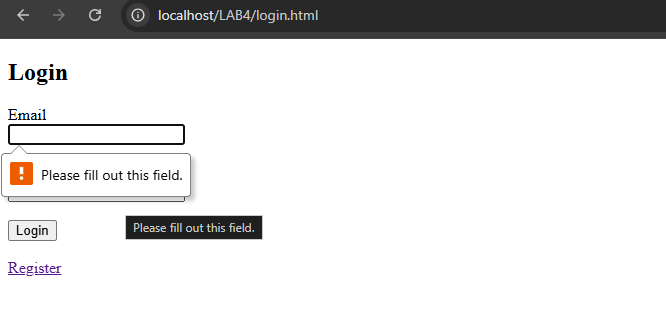 localhost/LAB4/login.html
Login
Email
Please fill out this field.
Login
Please fill out this field.
Register